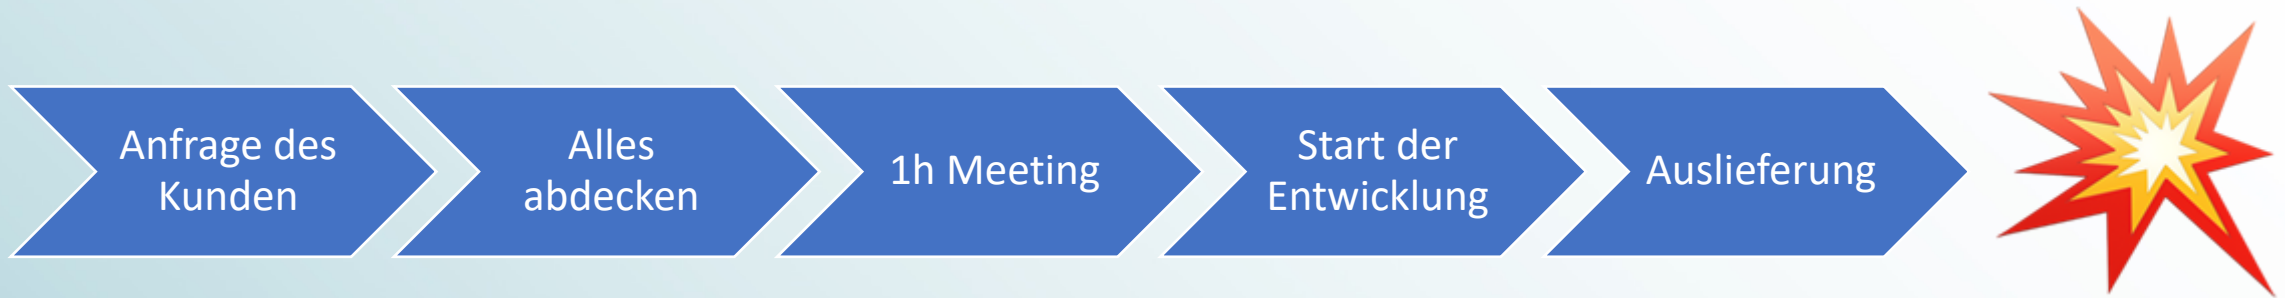 Anfrage des
Kunden
Alles
abdecken
1h Meeting
Start der
Entwicklung
Auslieferung